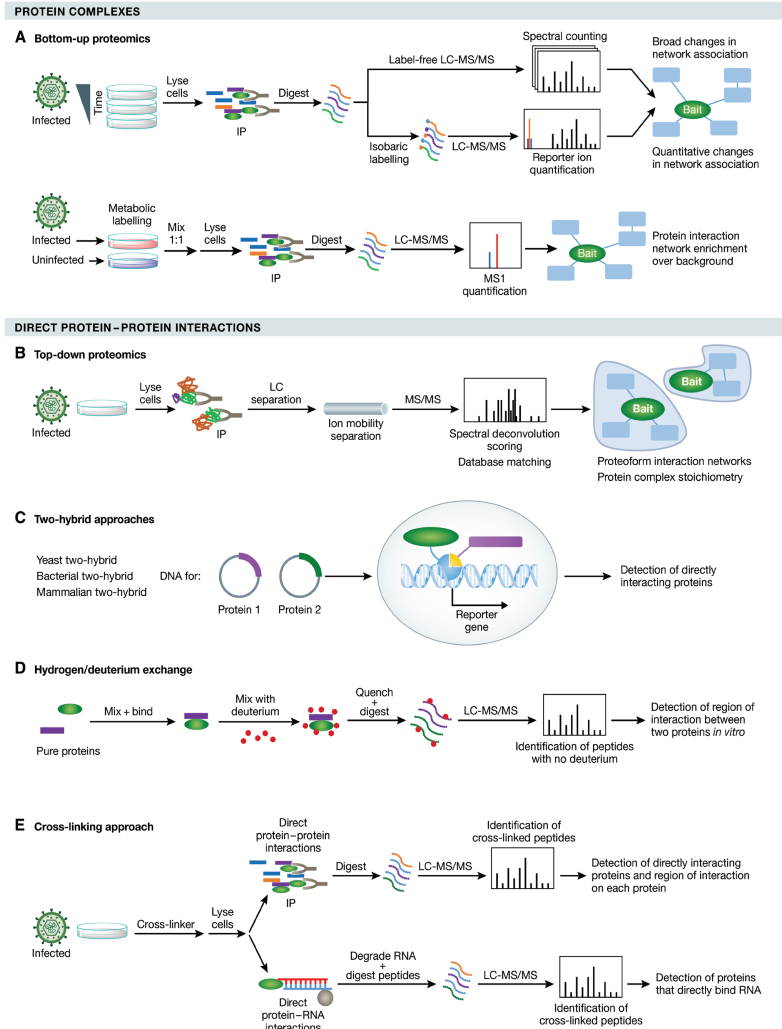 PROTEIN COMPLEXES
A Bottom-up proteomics
Infected
Time
Lyse
cells
IP
Digest
Label-free LC-MS/MS
Spectral counting
Isobaric
labelling
LC-MS/MS
Reporter ion
quantification
Broad changes in
network association
Bait
Quantitative changes
in network association
Metabolic
labelling
Infected
Uninfected
Mix
1:1
Lyse
cells
IP
Digest
LC-MS/MS
MS1
quantification
Bait
Protein interaction
network enrichment
over background
DIRECT PROTEIN–PROTEIN INTERACTIONS
B Top-down proteomics
Infected
Lyse
cells
IP
LC
separation
Ion mobility
separation
MS/MS
Spectral deconvolution
scoring
Database matching
Bait
Bait
Proteoform interaction networks
Protein complex stoichiometry
C Two-hybrid approaches
Yeast two-hybrid
Bacterial two-hybrid
Mammalian two-hybrid
DNA for:
Protein 1
Protein 2
Reporter
gene
Detection of directly
interacting proteins
D Hydrogen/deuterium exchange
Pure proteins
Mix + bind
Mix with
deuterium
Quench
+
digest
LC-MS/MS
Identification of peptides
with no deuterium
Detection of region of
interaction between
two proteins in vitro
E Cross-linking approach
Infected
Cross-linker
Lyse
cells
Direct
protein–protein
interactions
IP
Digest
LC-MS/MS
Identification of
cross-linked peptides
Detection of directly interacting
proteins and region of interaction
on each protein
Direct
protein–RNA
interactions
Degrade RNA
+
digest peptides
LC-MS/MS
Identification of
cross-linked peptides
Detection of proteins
that directly bind RNA